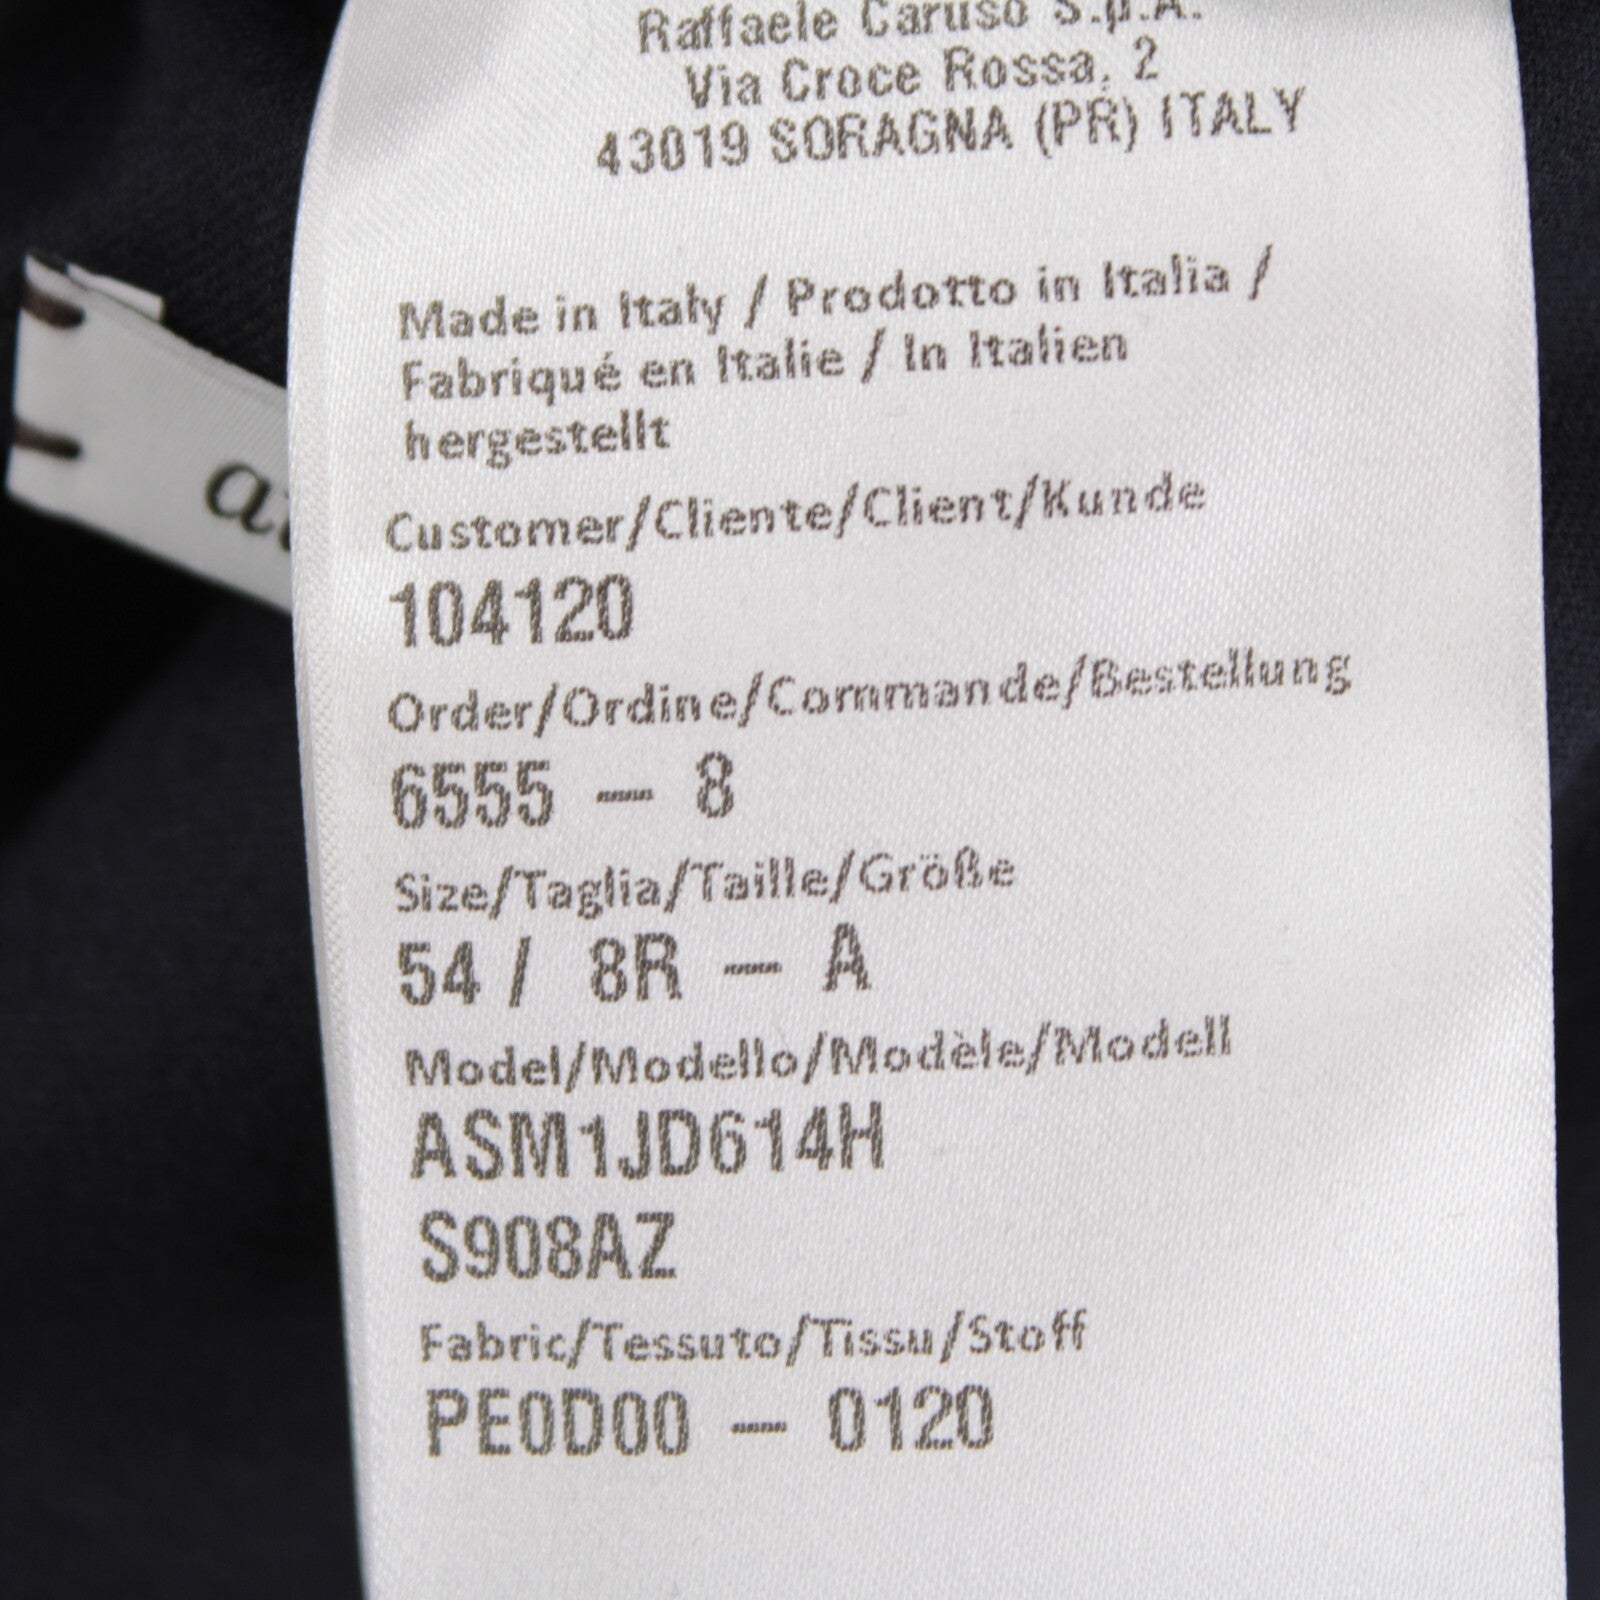 Raffaele Caruso S.p.A.
Via Croce Rossa, 2
43019 SORAGNA (PR) ITALY
Made in Italy / Prodotto in Italia /
Fabriqué en Italie / In Italien
hergestellt
Customer/Cliente/Client/Kunde
104120
Order/Ordine/Commande/Bestellung
6555 – 8
Size/Taglia/Taille/Größe
54 / 8R – A
Model/Modello/Modèle/Modell
ASM1JD614H
S908AZ
Fabric/Tessuto/Tissu/Stoff
PE0D00 – 0120